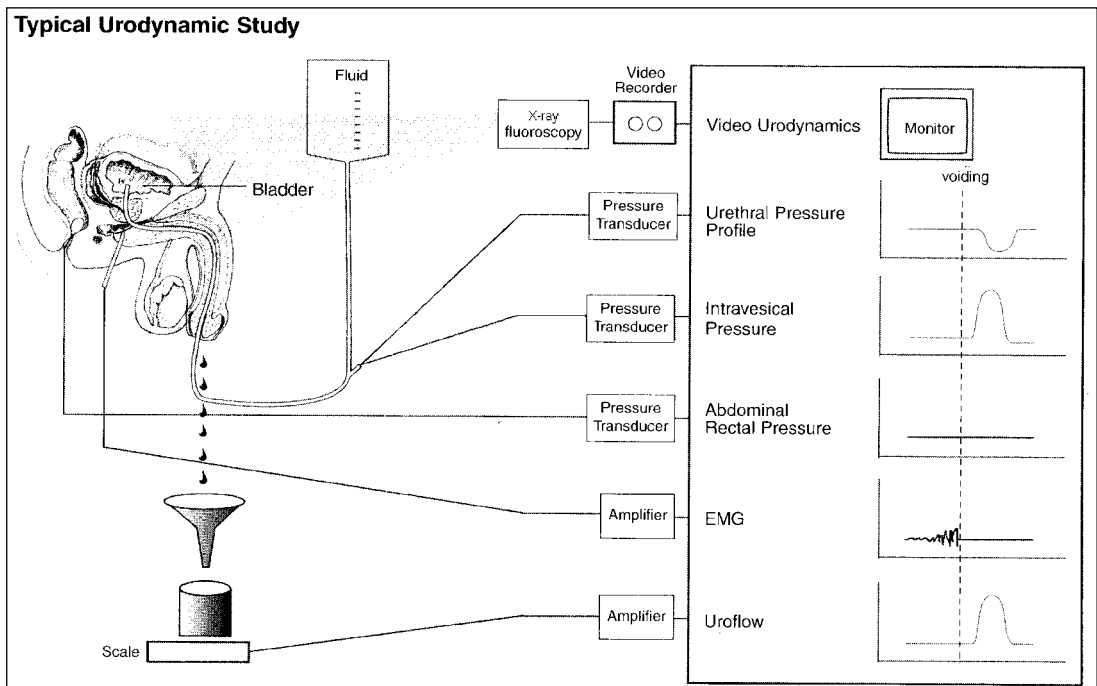 Typical Urodynamic Study
Fluid
Video
Recorder
X-ray
fluoroscopy
Video Urodynamics
Monitor
voiding
Bladder
Pressure
Transducer
Urethral Pressure
Profile
Pressure
Transducer
Intravesical
Pressure
Pressure
Transducer
Abdominal
Rectal Pressure
Amplifier
EMG
Amplifier
Uroflow
Scale